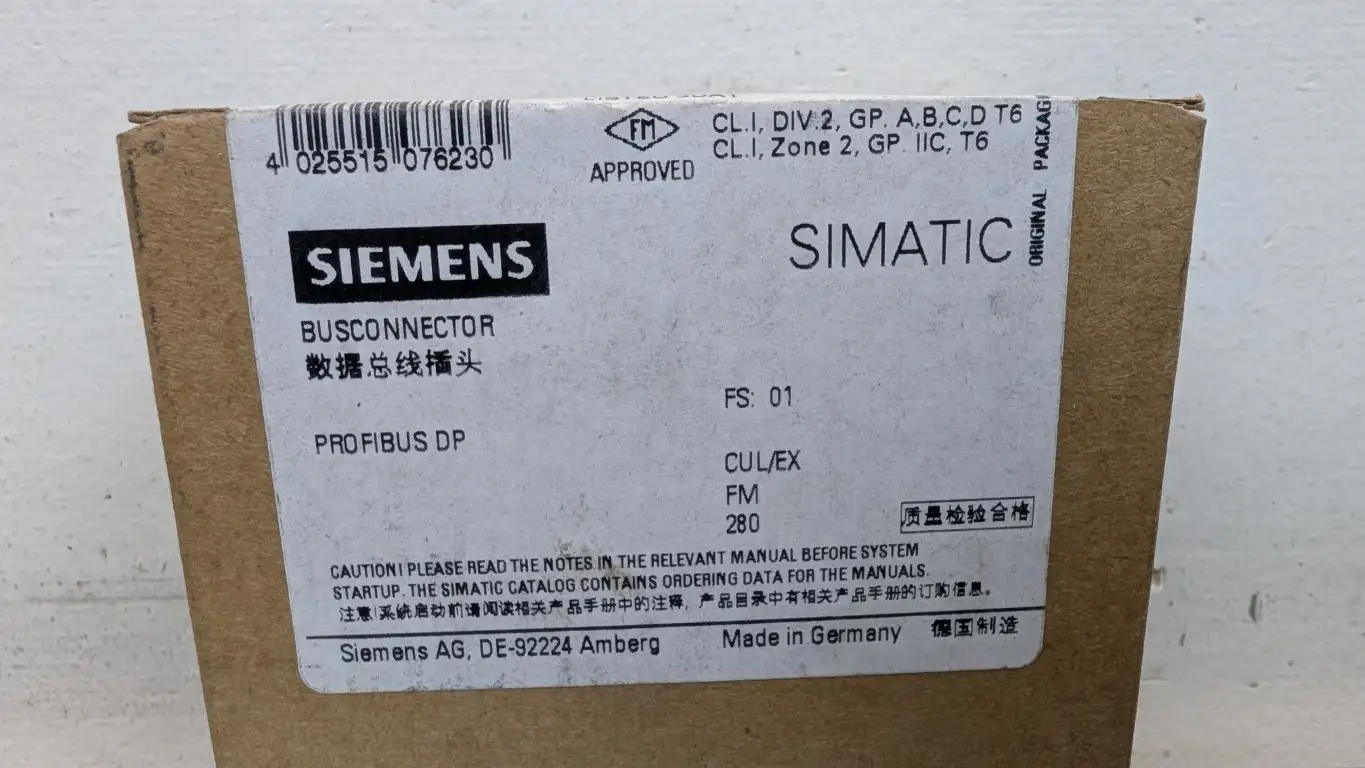 4 025515 076230
FM
APPROVED
CL.I, DIV.2, GP. A,B,C,D T6
CL.I, Zone 2, GP. IIC, T6
ORIGINAL PACKAG
SIEMENS
SIMATIC
BUSCONNECTOR
数据总线插头
FS: 01
PROFIBUS DP
CUL/EX
FM
280
质量检验合格
CAUTION! PLEASE READ THE NOTES IN THE RELEVANT MANUAL BEFORE SYSTEM
STARTUP. THE SIMATIC CATALOG CONTAINS ORDERING DATA FOR THE MANUALS.
注意!系统启动前请阅读相关产品手册中的注释, 产品目录中有相关产品手册的订购信息。
Siemens AG, DE-92224 Amberg
Made in Germany 德国制造